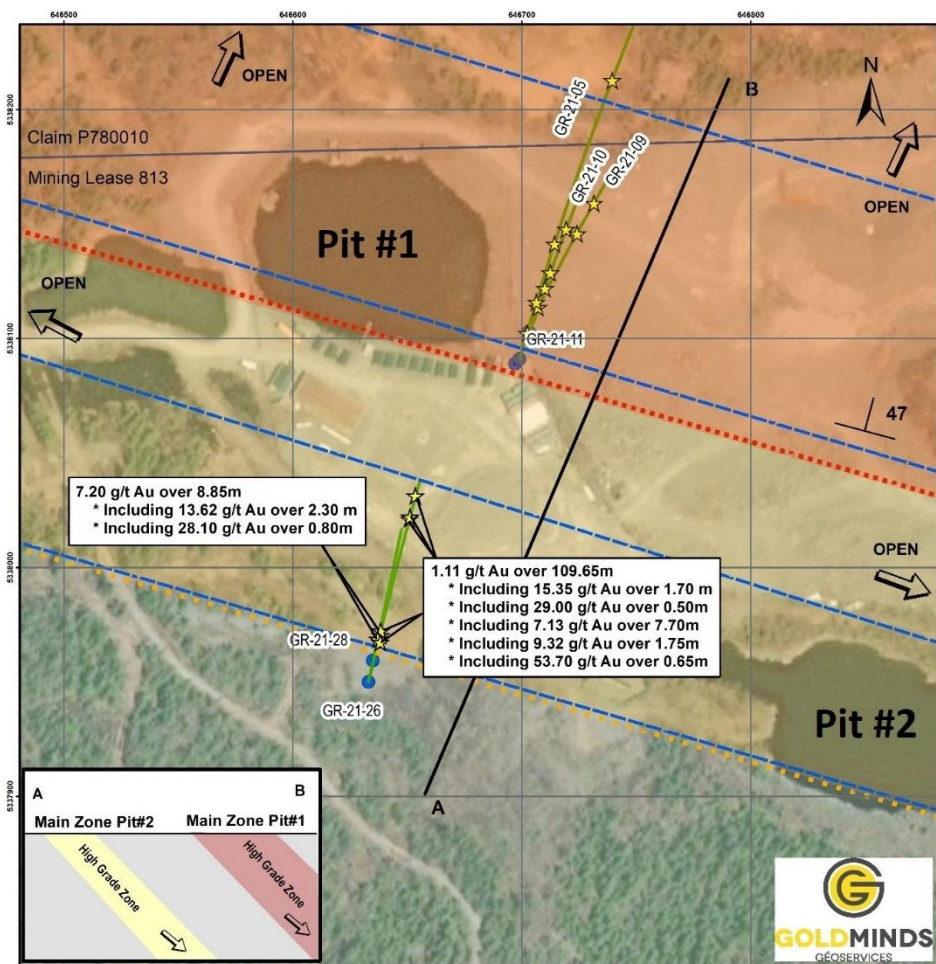 646500
646600
646700
646800
5338200
5338100
5338000
5337900
OPEN
B
N
GR-21-05
Claim P780010
GR-21-10
GR-21-09
Mining Lease 813
OPEN
Pit #1
OPEN
GR-21-11
47
7.20 g/t Au over 8.85m
* Including 13.62 g/t Au over 2.30 m
* Including 28.10 g/t Au over 0.80m
OPEN
1.11 g/t Au over 109.65m
* Including 15.35 g/t Au over 1.70 m
* Including 29.00 g/t Au over 0.50m
* Including 7.13 g/t Au over 7.70m
* Including 9.32 g/t Au over 1.75m
* Including 53.70 g/t Au over 0.65m
GR-21-28
GR-21-26
Pit #2
A
A
B
Main Zone Pit#2
Main Zone Pit#1
High Grade Zone
High Grade Zone
G
GOLDMINDS
GÉOSERVICES